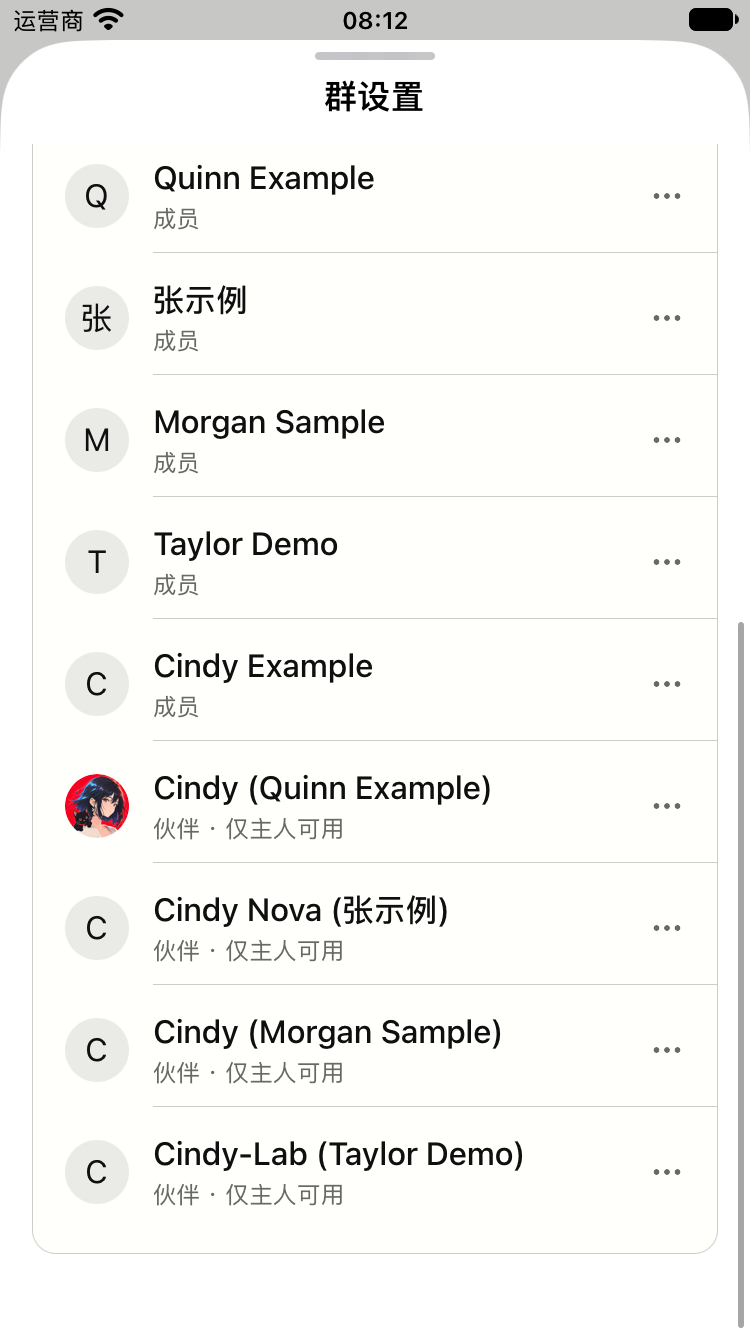 运营商
08:12
群设置
Q
Quinn Example
成员
张
张示例
成员
M
Morgan Sample
成员
T
Taylor Demo
成员
C
Cindy Example
成员
Cindy (Quinn Example)
伙伴 · 仅主人可用
C
Cindy Nova (张示例)
伙伴 · 仅主人可用
C
Cindy (Morgan Sample)
伙伴 · 仅主人可用
C
Cindy-Lab (Taylor Demo)
伙伴 · 仅主人可用